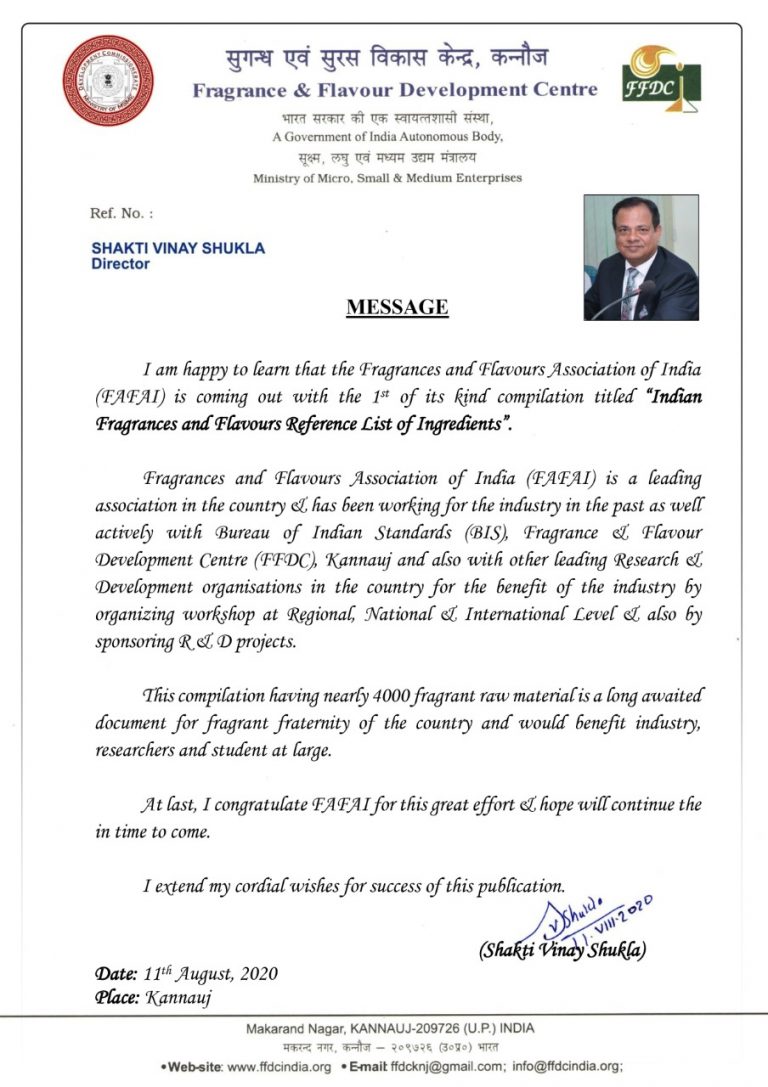 सुगन्ध एवं सुरस विकास केन्द्र, कन्नौज
Fragrance & Flavour Development Centre
भारत सरकार की एक स्वायत्तशासी संस्था,
A Government of India Autonomous Body,
सूक्ष्म, लघु एवं मध्यम उद्यम मंत्रालय
Ministry of Micro, Small & Medium Enterprises
DEVELOPMENT COMMISSIONERATE
MINISTRY OF MSME
FFDC
Ref. No. :
SHAKTI VINAY SHUKLA
Director
MESSAGE
I am happy to learn that the Fragrances and Flavours Association of India
(FAFAI) is coming out with the 1st of its kind compilation titled “Indian
Fragrances and Flavours Reference List of Ingredients”.
Fragrances and Flavours Association of India (FAFAI) is a leading
association in the country & has been working for the industry in the past as well
actively with Bureau of Indian Standards (BIS), Fragrance & Flavour
Development Centre (FFDC), Kannauj and also with other leading Research &
Development organisations in the country for the benefit of the industry by
organizing workshop at Regional, National & International Level & also by
sponsoring R & D projects.
This compilation having nearly 4000 fragrant raw material is a long awaited
document for fragrant fraternity of the country and would benefit industry,
researchers and student at large.
At last, I congratulate FAFAI for this great effort & hope will continue the
in time to come.
I extend my cordial wishes for success of this publication.
VShukla
11.VIII.2020
(Shakti Vinay Shukla)
Date: 11th August, 2020
Place: Kannauj
Makarand Nagar, KANNAUJ-209726 (U.P.) INDIA
मकरन्द नगर, कन्नौज – २०९७२६ (उ०प्र०) भारत
•Web-site: www.ffdcindia.org •E-mail: ffdcknj@gmail.com; info@ffdcindia.org;